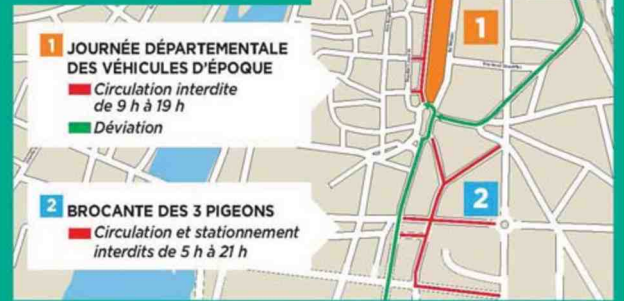 1 JOURNÉE DÉPARTEMENTALE
DES VÉHICULES D'ÉPOQUE
Circulation interdite
de 9 h à 19 h
Déviation
2 BROCANTE DES 3 PIGEONS
Circulation et stationnement
interdits de 5 h à 21 h
1
2